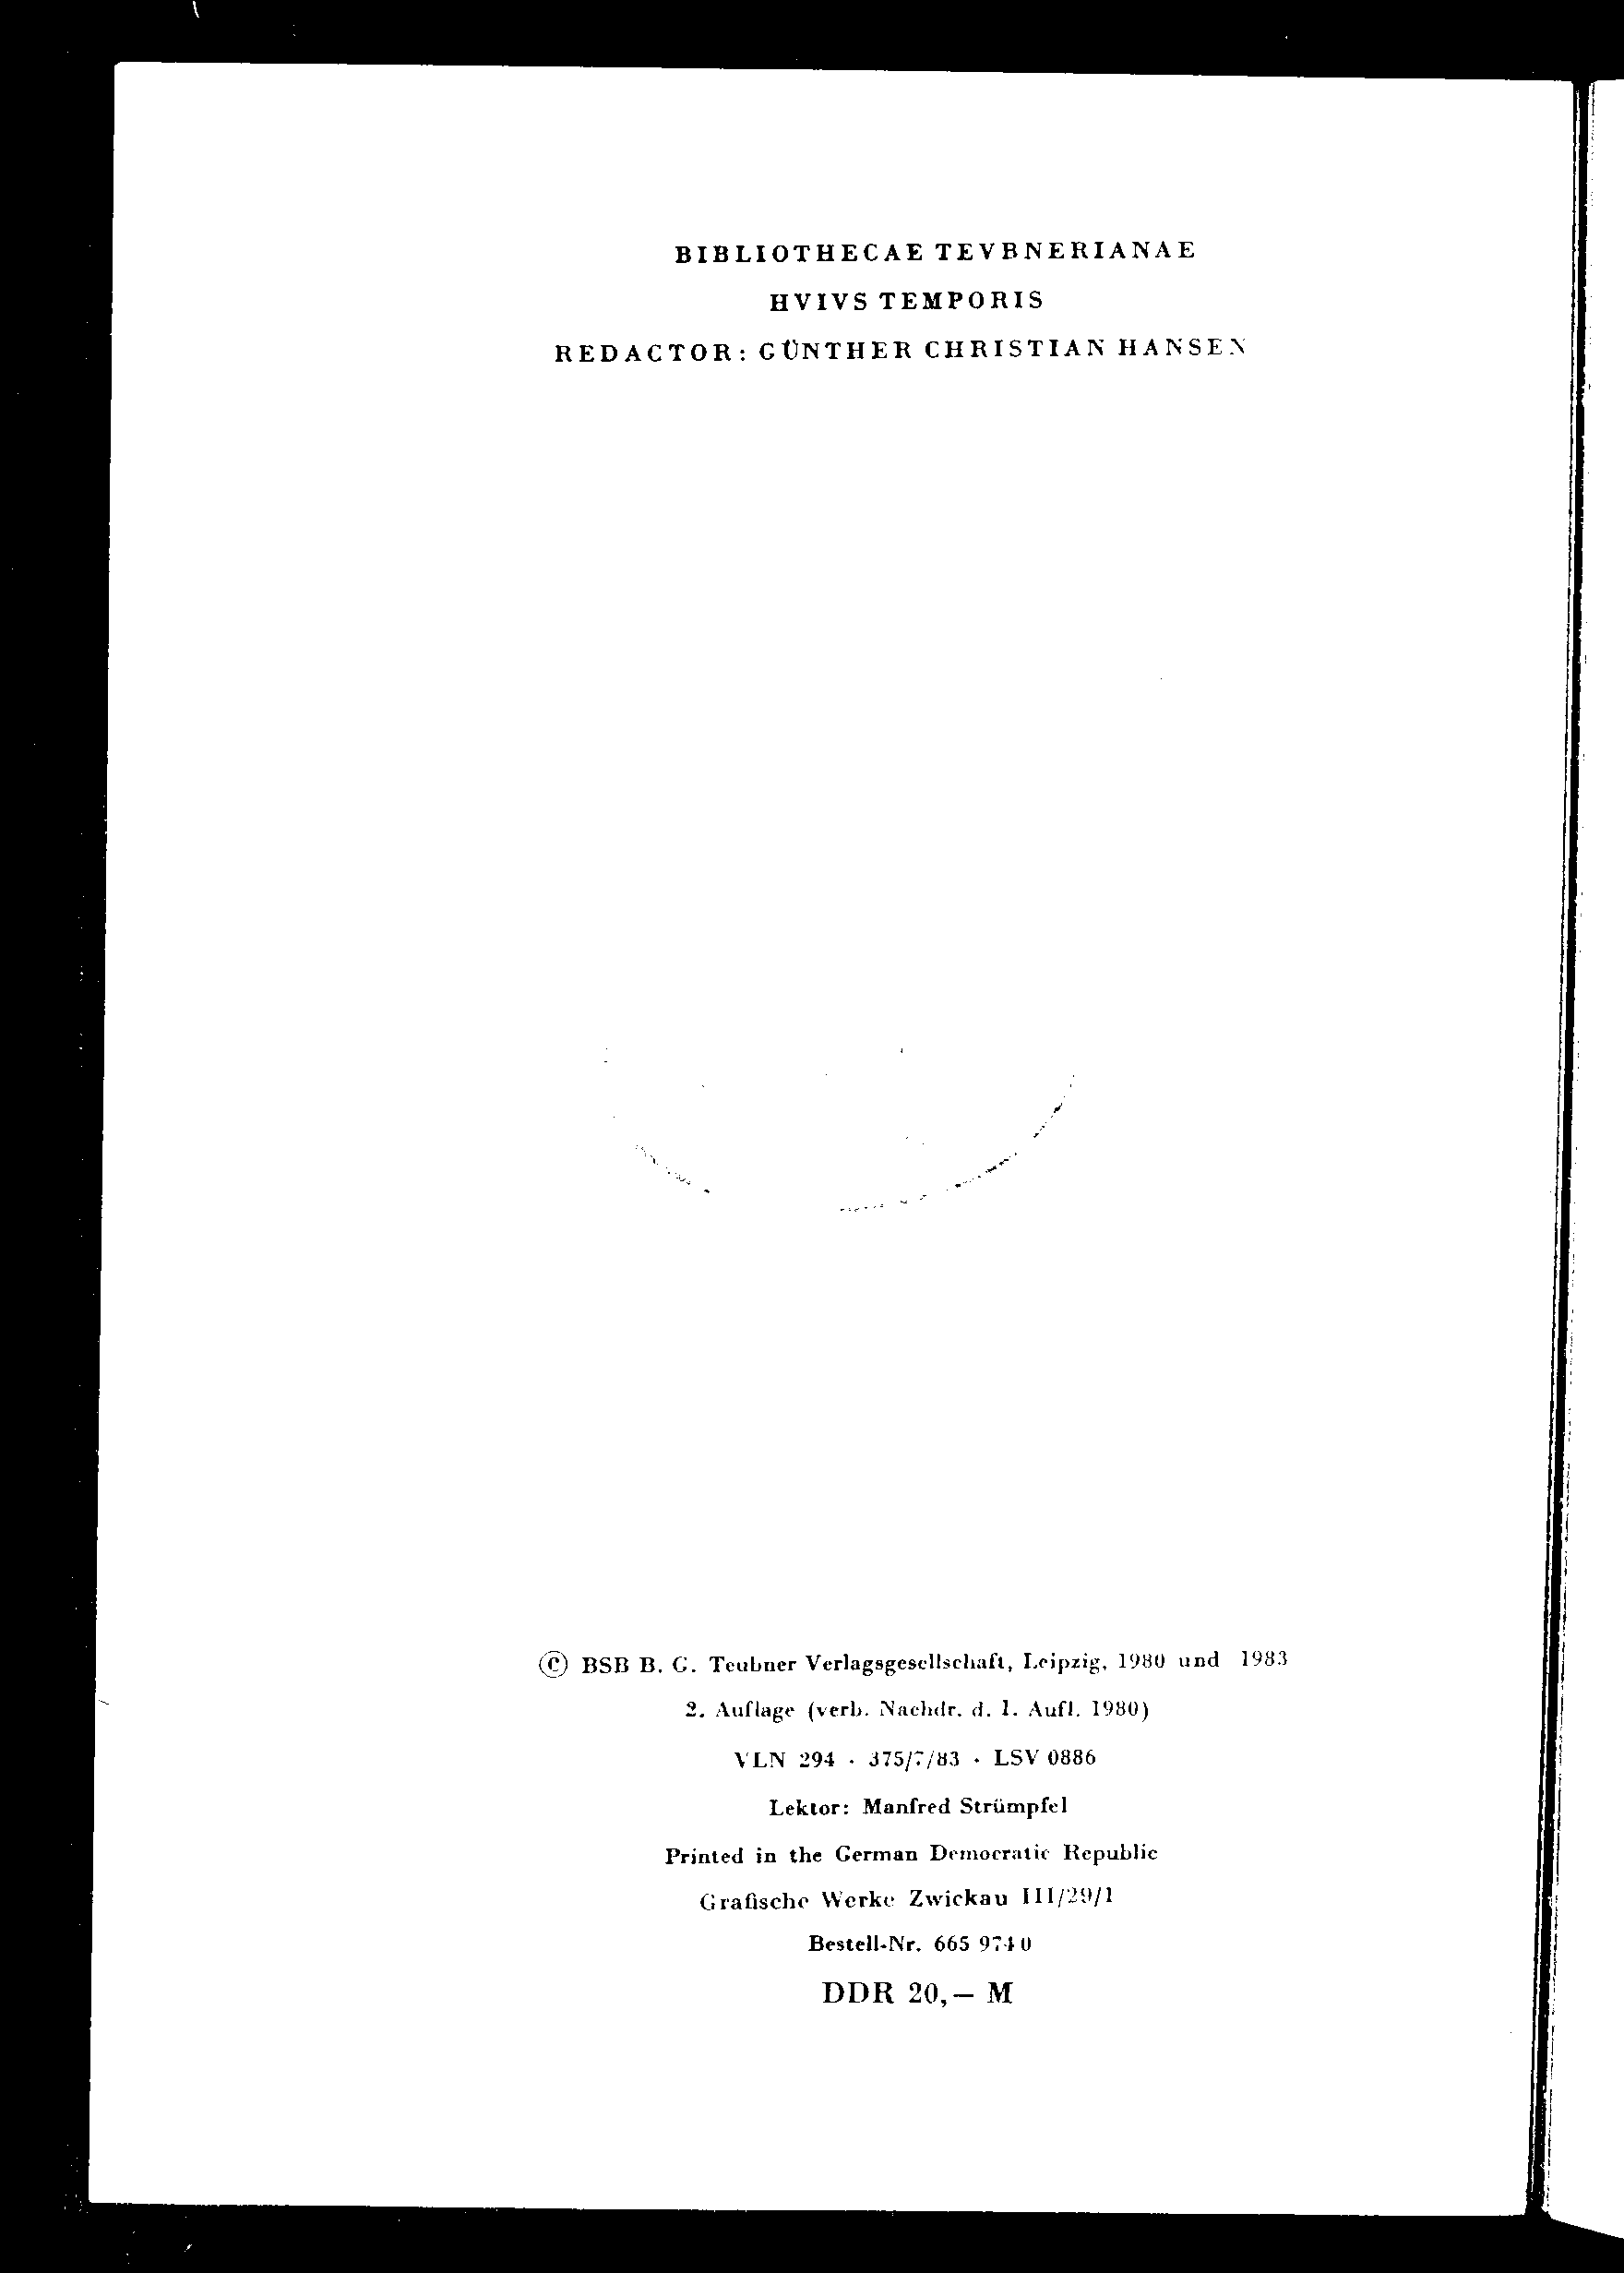 BIBLIOTHECAE TEVBNERIANAE
HVIVS TEMPORIS
REDACTOR: GÜNTHER CHRISTIAN HANSEN
© BSB B. G. Teubner Verlagsgesellschaft, Leipzig, 1980 und 1983
2. Auflage (verb. Nachdr. d. 1. Aufl. 1980)
VLN 294 · 375/7/83 · LSV 0886
Lektor: Manfred Strümpfel
Printed in the German Democratic Republic
Grafische Werke Zwickau III/29/1
Bestell-Nr. 665 974 0
DDR 20,– M